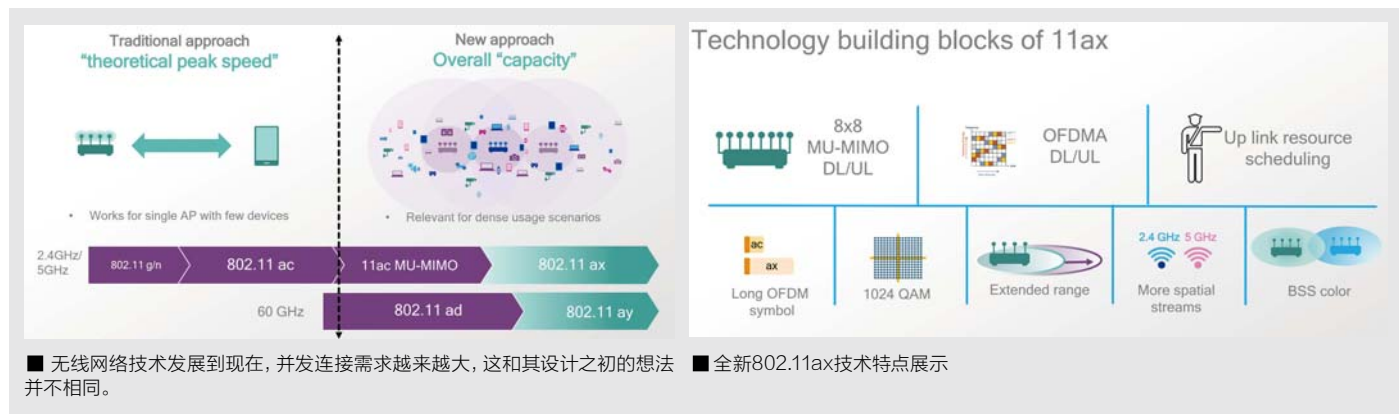 Traditional approach
“theoretical peak speed”
New approach
Overall “capacity”
• Works for single AP with few devices
• Relevant for dense usage scenarios
2.4GHz/
5GHz
802.11 g/n
802.11 ac
11ac MU-MIMO
802.11 ax
60 GHz
802.11 ad
802.11 ay
■ 无线网络技术发展到现在，并发连接需求越来越大，这和其设计之初的想法
并不相同。
Technology building blocks of 11ax
8x8
MU-MIMO
DL/UL
OFDMA
DL/UL
Up link resource
scheduling
ac
ax
Long OFDM
symbol
1024 QAM
Extended range
2.4 GHz 5 GHz
More spatial
streams
BSS color
■ 全新802.11ax技术特点展示